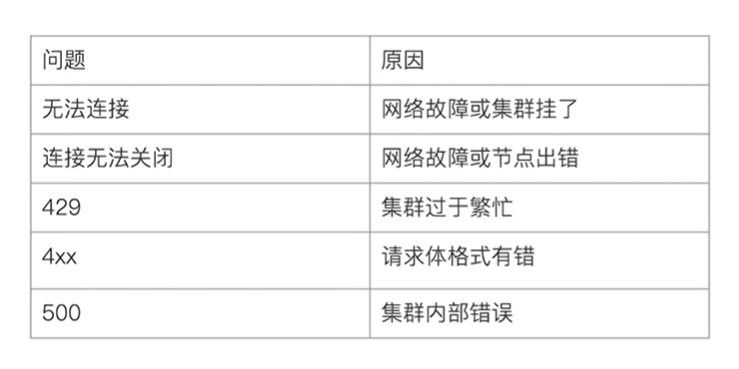 问题 原因
无法连接 网络故障或集群挂了
连接无法关闭 网络故障或节点出错
429 集群过于繁忙
4xx 请求体格式有错
500 集群内部错误